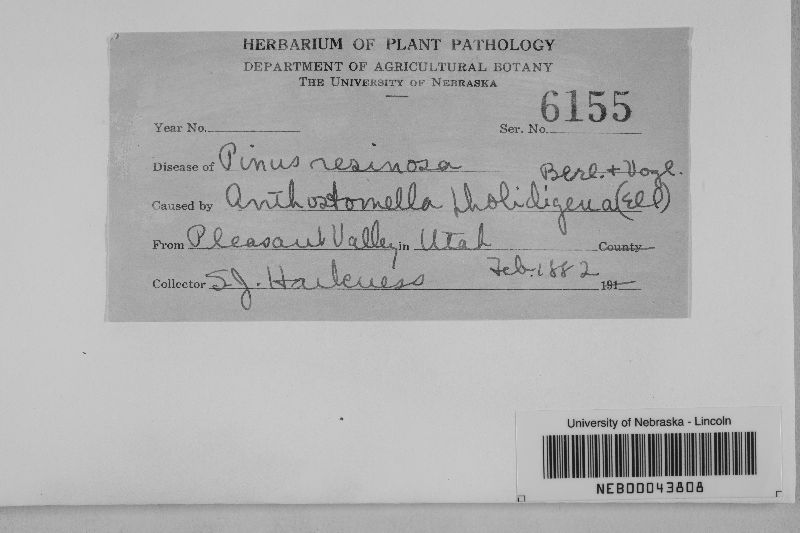 HERBARIUM OF PLANT PATHOLOGY
DEPARTMENT OF AGRICULTURAL BOTANY
THE UNIVERSITY OF NEBRASKA
6155
Year No. Ser. No.
Disease of Pinus resinosa
Berl. + Vogl.
Caused by Anthostomella pholidigena (Ell)
From Pleasant Valley, in Utah County
Collector S.J. Harkness Feb. 1882 191
University of Nebraska - Lincoln
NEB00043808